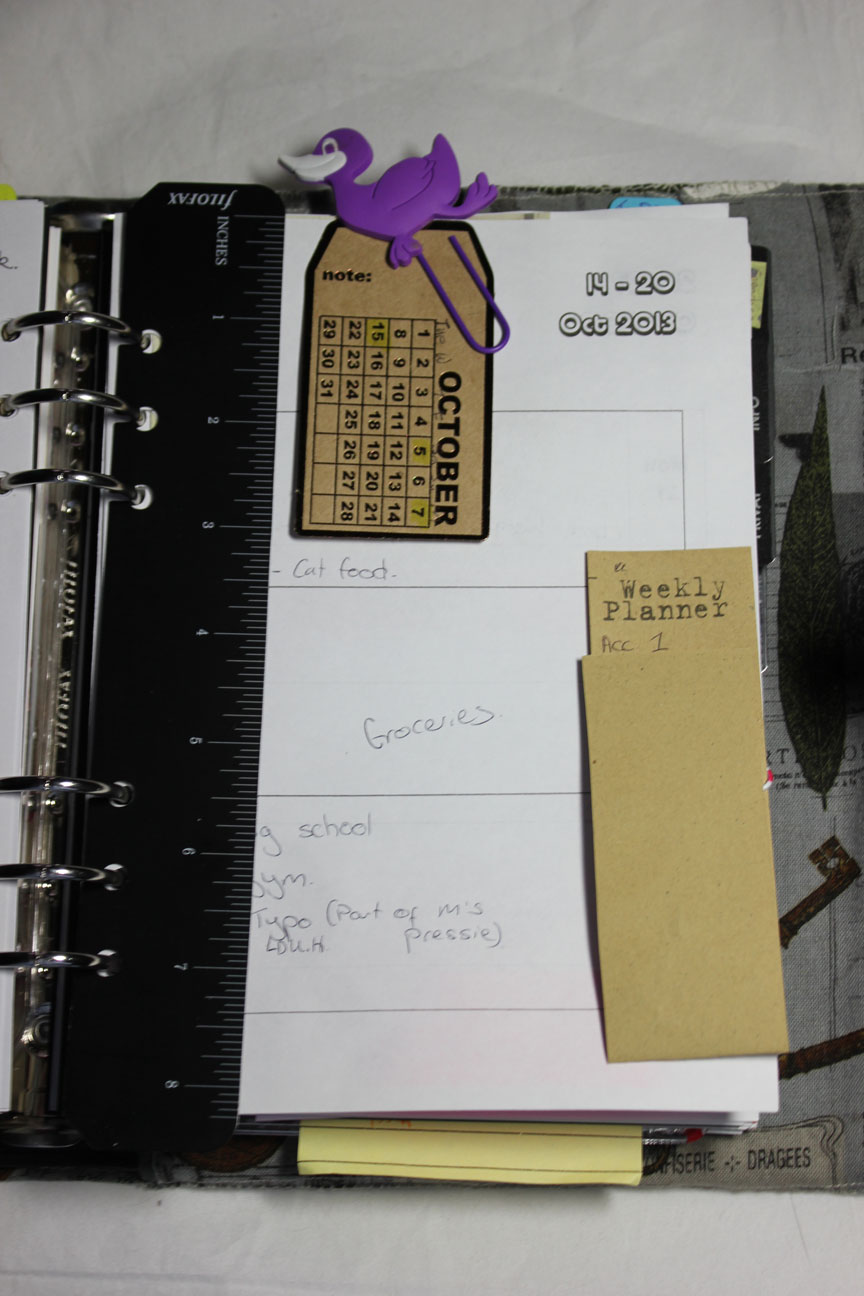 k.
FILOFAX
INCHES
1
2
3
4
5
6
7
8
note:
OCTOBER
1 2 3 4 5 6 7
8 9 10 11 12 13 14
15 16 17 18 19 20 21
22 23 24 25 26 27 28
29 30 31
14 - 20
Oct 2013
INFO
- Cat food.
a
Weekly
Planner
Acc. 1
Groceries.
g school
gym.
Typo (Part of m's
pressie)
FILOFAX
DRAGEES